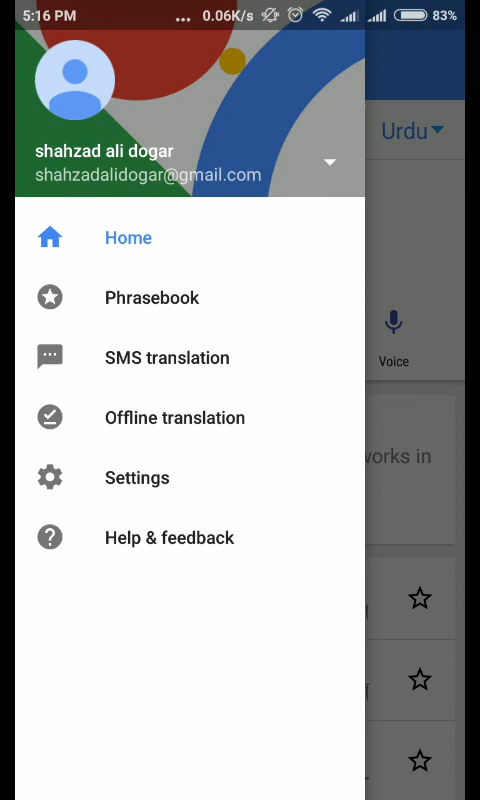 5:16 PM ... 0.06K/s 83%
shahzad ali dogar
shahzadalidogar@gmail.com
Urdu
Home
Phrasebook
Voice
SMS translation
Offline translation
works in
Settings
Help & feedback